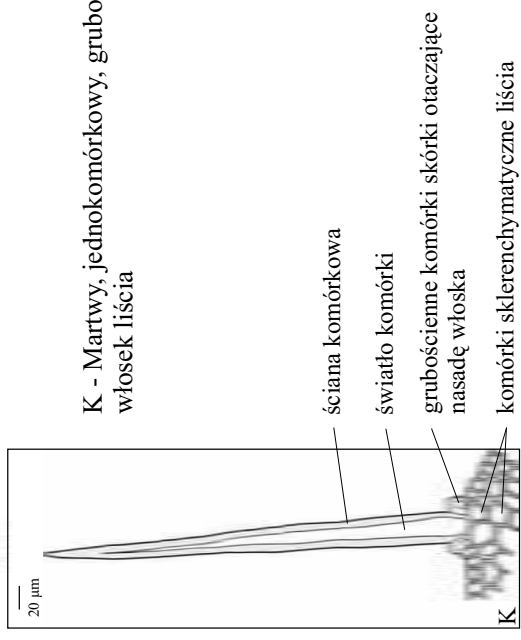 K - Martwy, jednokomórkowy, grubo
włosek liścia
20 µm
ściana komórkowa
światło komórki
grubościenne komórki skórki otaczające
nasadę włoska
komórki sklerenchymatyczne liścia
K